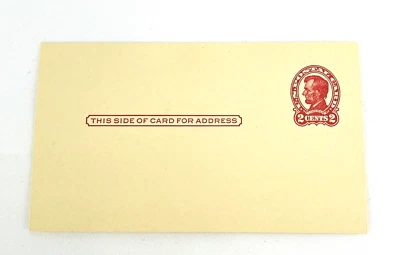 THIS SIDE OF CARD FOR ADDRESS
2 CENTS 2